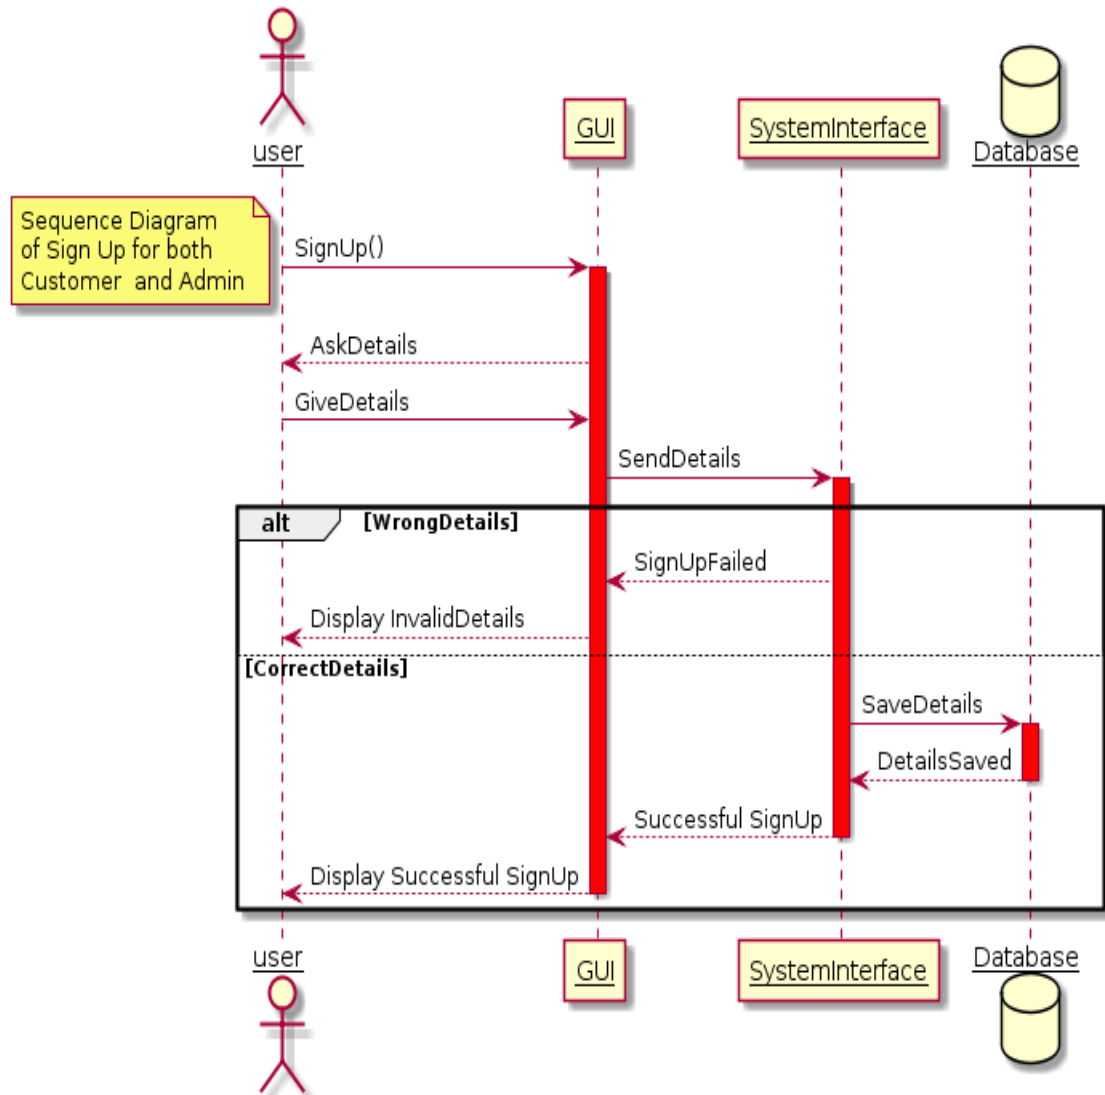 user
GUI
SystemInterface
Database
Sequence Diagram
of Sign Up for both
Customer  and Admin
SignUp()
AskDetails
GiveDetails
SendDetails
alt [WrongDetails]
SignUpFailed
Display InvalidDetails
[CorrectDetails]
SaveDetails
DetailsSaved
Successful SignUp
Display Successful SignUp
user
GUI
SystemInterface
Database